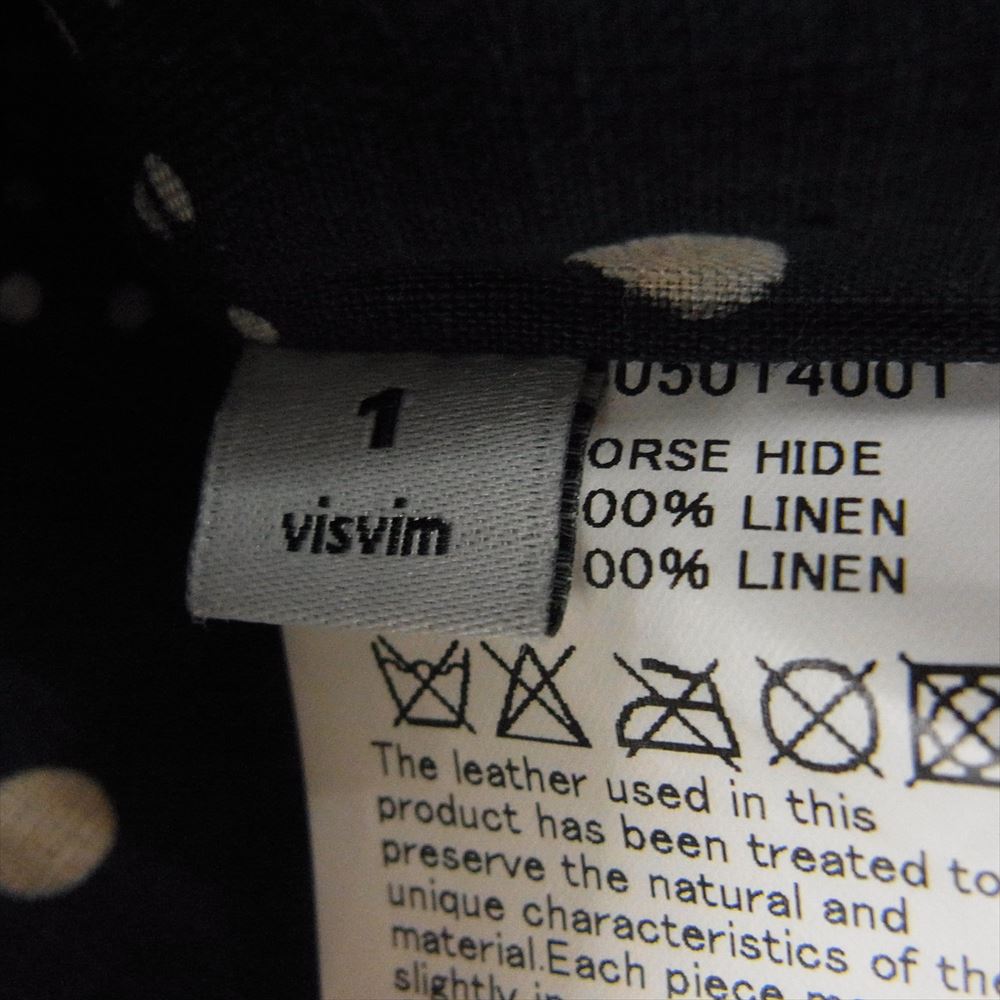 1
visvim
05014001
ORSE HIDE
00% LINEN
00% LINEN
The leather used in this
product has been treated to
preserve the natural and
unique characteristics of the
material.Each piece
slightly